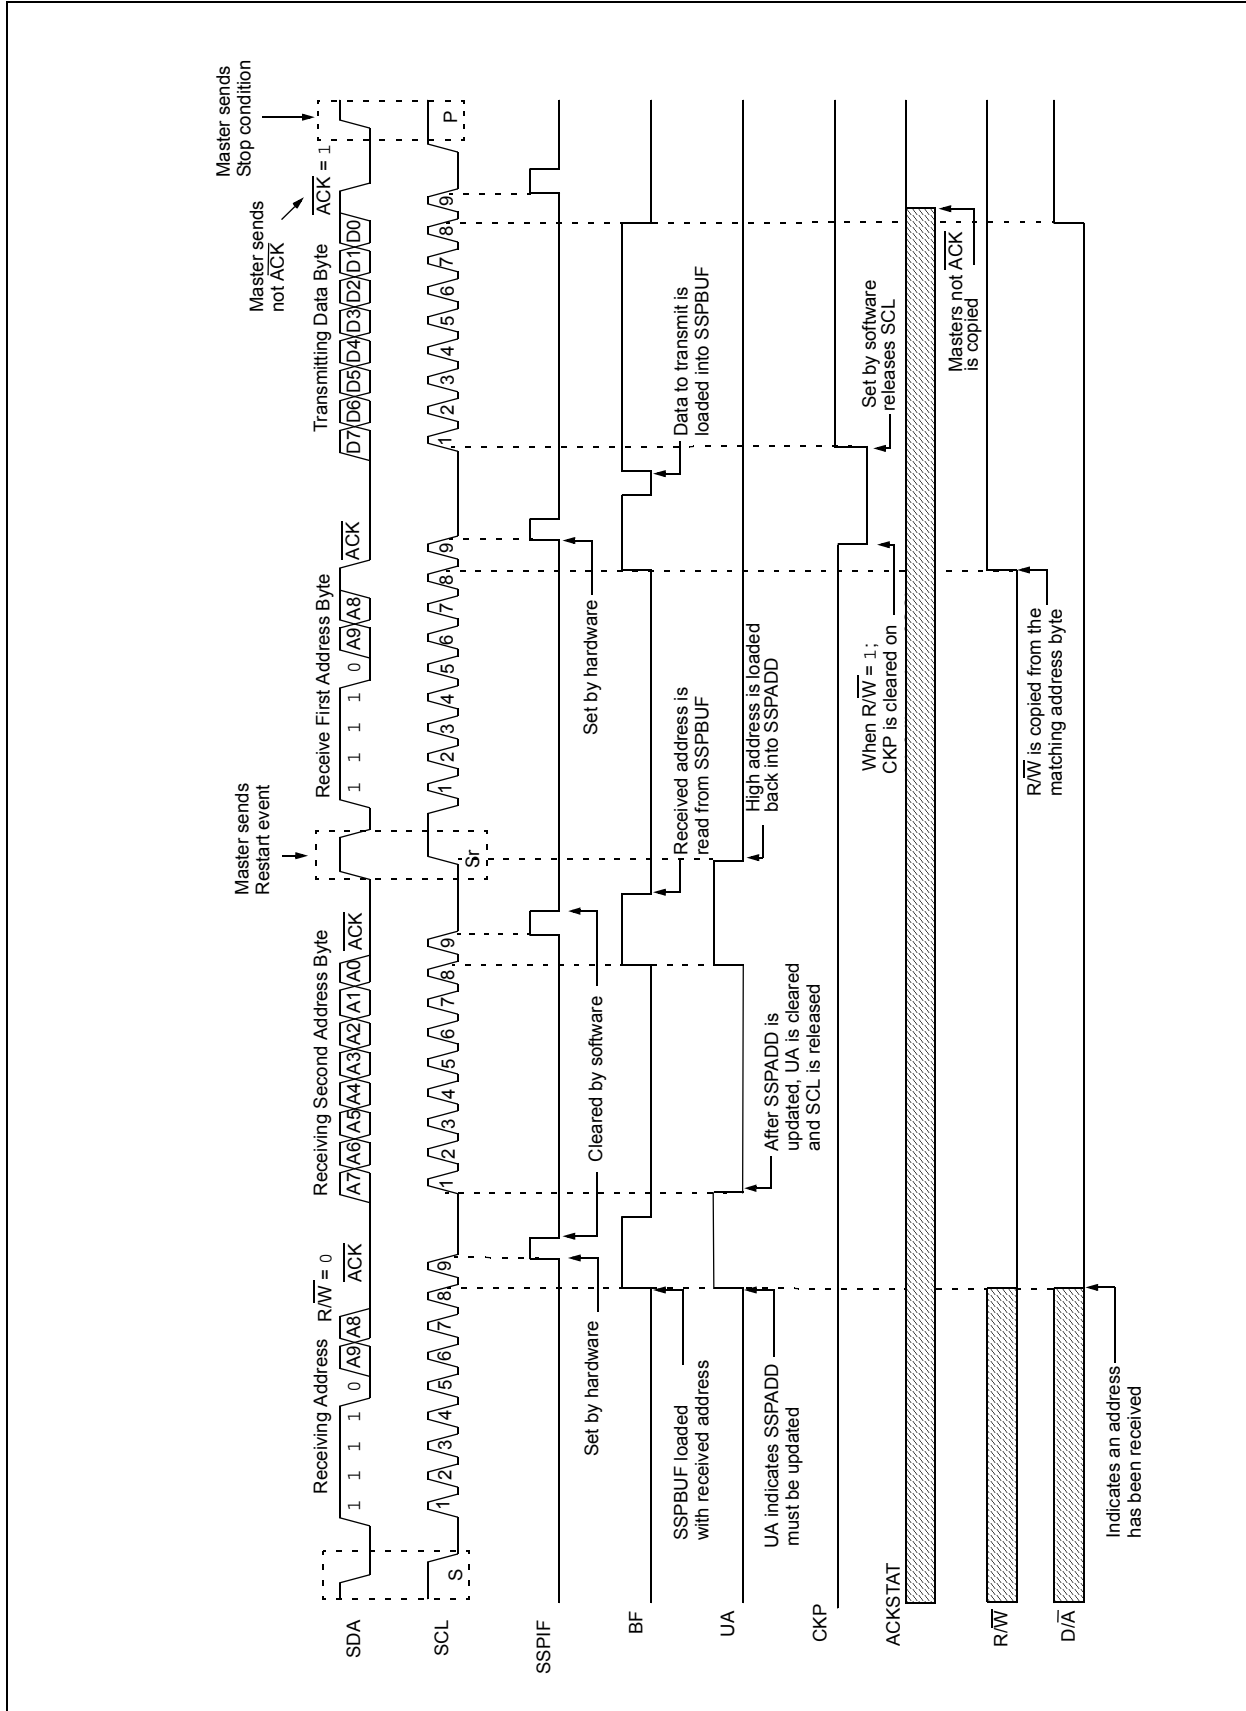 Master sends
Stop condition
Master sends
not ACK
Master sends
Restart event
Receiving Address R/W = 0
Receiving Second Address Byte
Receive First Address Byte
Transmitting Data Byte
ACK = 1
SDA
1 1 1 1 0 A9 A8 ACK
A7 A6 A5 A4 A3 A2 A1 A0 ACK
1 1 1 1 0 A9 A8 ACK
D7 D6 D5 D4 D3 D2 D1 D0
SCL
S
1 2 3 4 5 6 7 8 9
1 2 3 4 5 6 7 8 9
Sr
1 2 3 4 5 6 7 8 9
1 2 3 4 5 6 7 8 9
P
SSPIF
Set by hardware
Cleared by software
Set by hardware
BF
SSPBUF loaded
with received address
Received address is
read from SSPBUF
Data to transmit is
loaded into SSPBUF
UA
UA indicates SSPADD
must be updated
After SSPADD is
updated, UA is cleared
and SCL is released
High address is loaded
back into SSPADD
CKP
When R/W = 1;
CKP is cleared on
Set by software
releases SCL
ACKSTAT
Masters not ACK
is copied
R/W
R/W is copied from the
matching address byte
D/A
Indicates an address
has been received